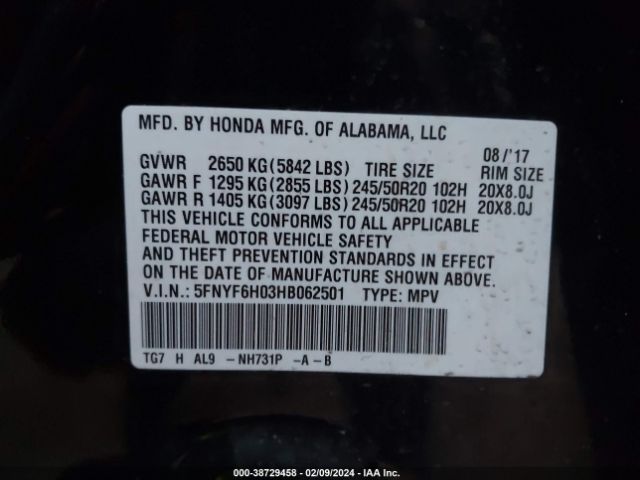 MFD. BY HONDA MFG. OF ALABAMA, LLC
08/'17
GVWR 2650 KG(5842 LBS) TIRE SIZE RIM SIZE
GAWR F 1295 KG(2855 LBS)245/50R20 102H 20X8.0J
GAWR R 1405 KG(3097 LBS)245/50R20 102H 20X8.0J
THIS VEHICLE CONFORMS TO ALL APPLICABLE
FEDERAL MOTOR VEHICLE SAFETY
AND THEFT PREVENTION STANDARDS IN EFFECT
ON THE DATE OF MANUFACTURE SHOWN ABOVE.
V.I.N.: 5FNYF6H03HB062501 TYPE: MPV
TG7 H AL9 -NH731P -A-B
000-38729458 - 02/09/2024 - IAAI.COM